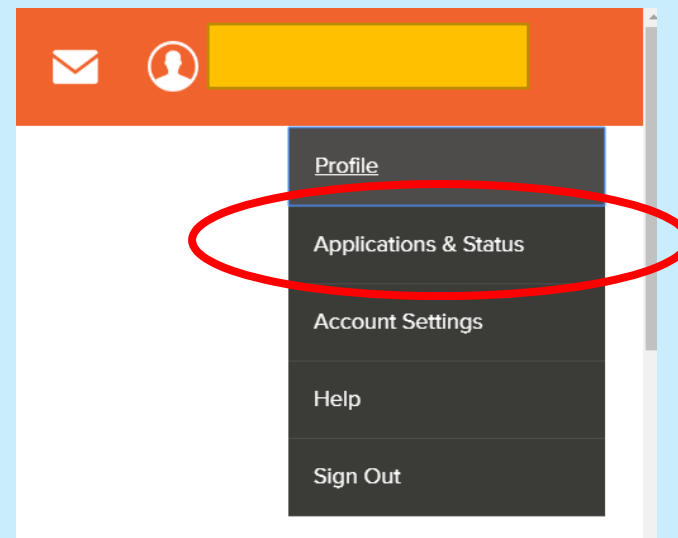 Profile
Applications & Status
Account Settings
Help
Sign Out